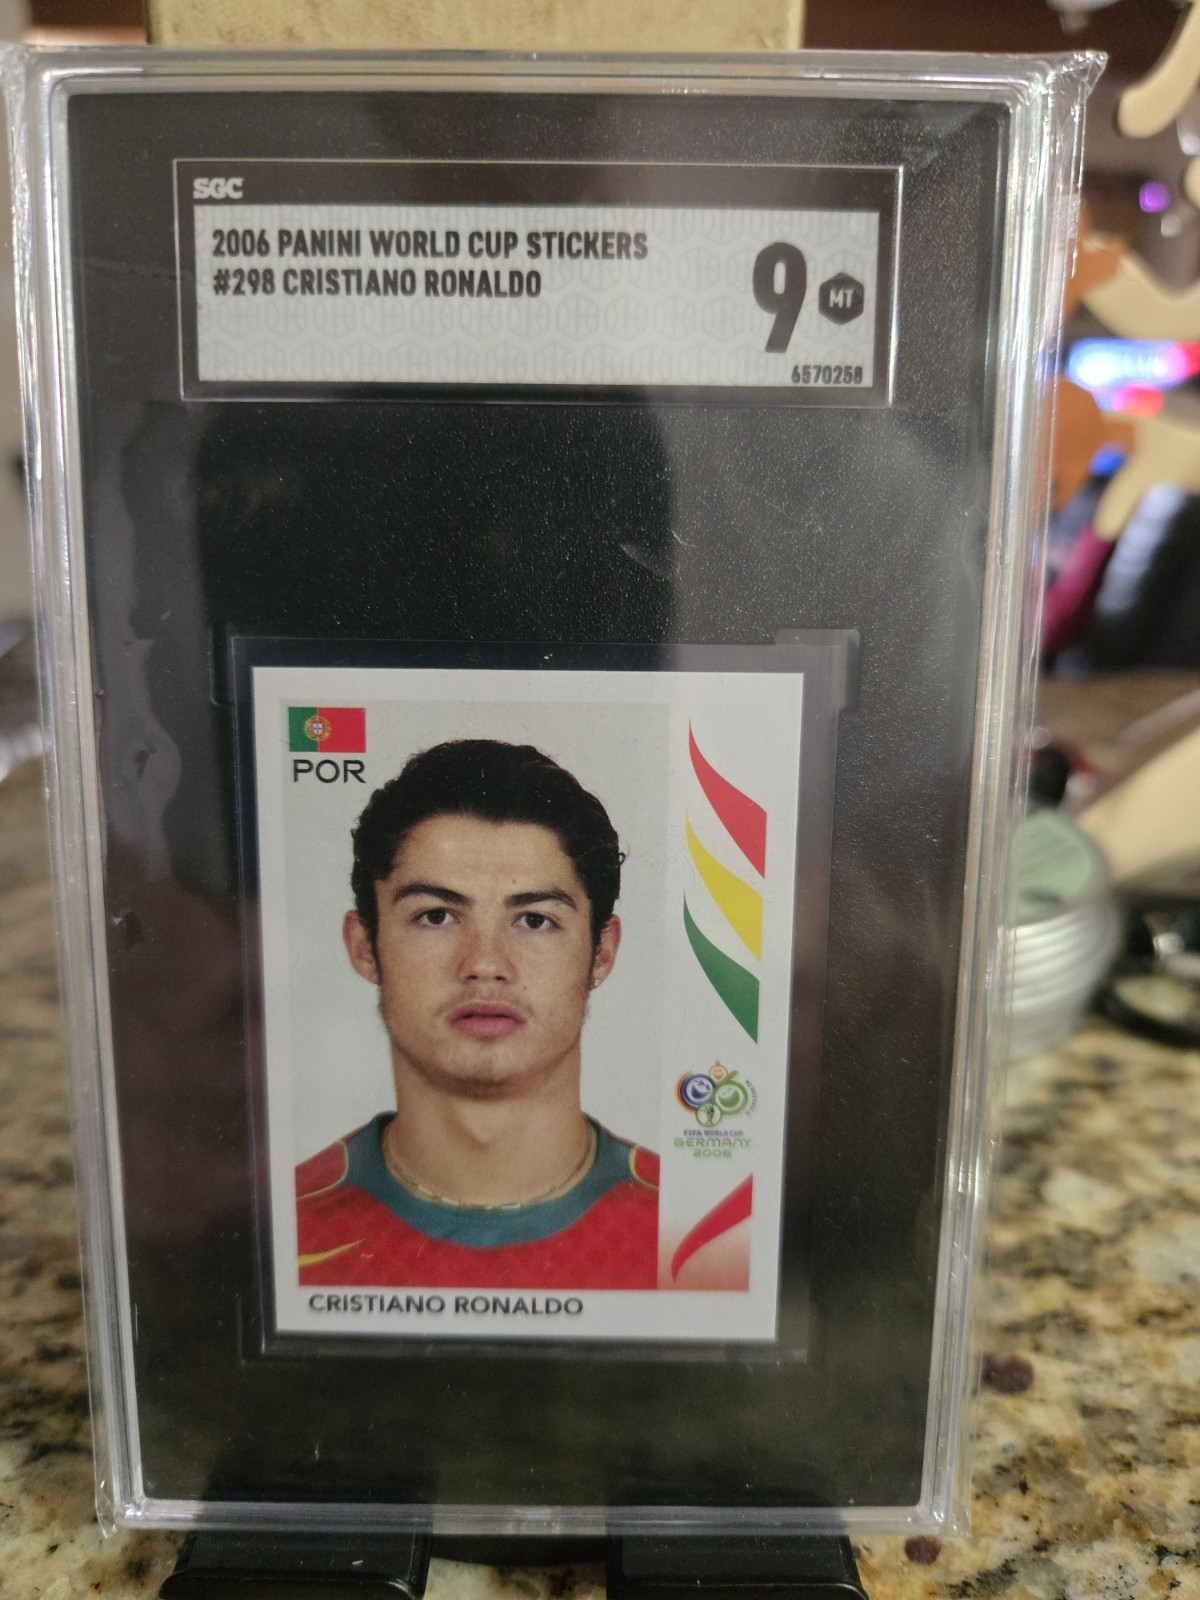 SGC
2006 PANINI WORLD CUP STICKERS
#298 CRISTIANO RONALDO
9 MT
6570258
POR
FIFA WORLD CUP
GERMANY
2006
CRISTIANO RONALDO